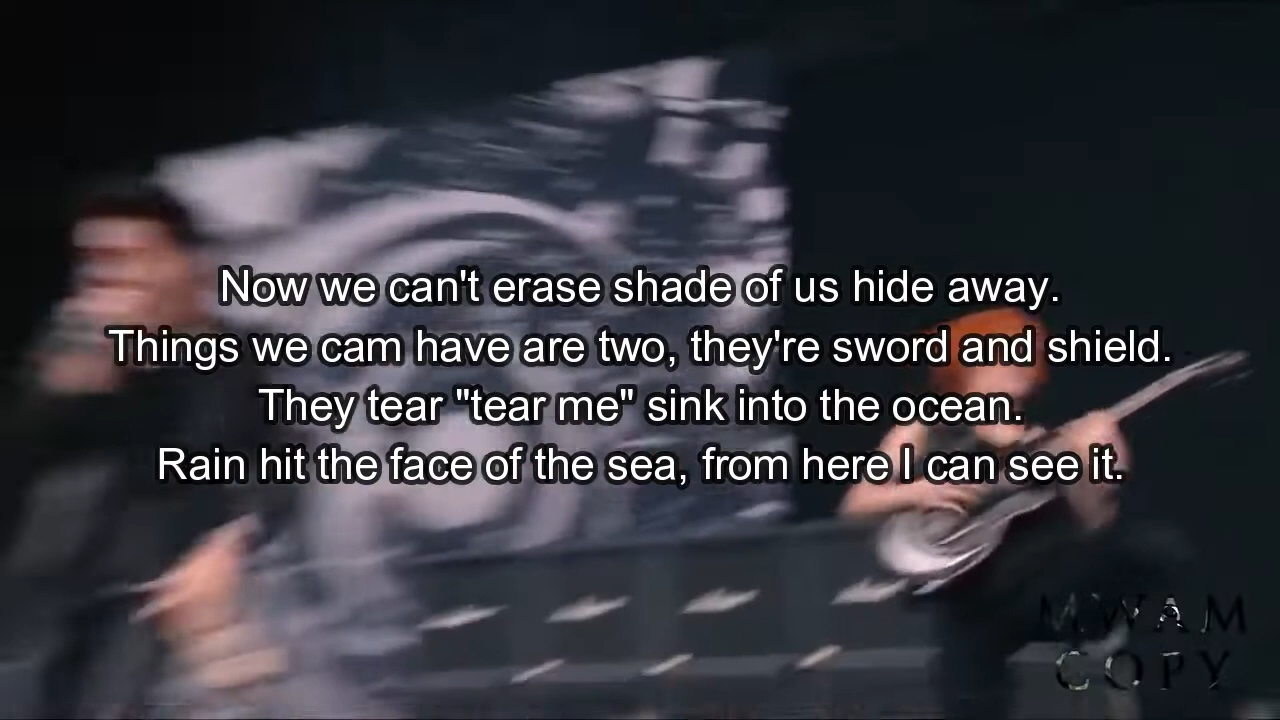 Now we can't erase shade of us hide away.
Things we cam have are two, they're sword and shield.
They tear "tear me" sink into the ocean.
Rain hit the face of the sea, from here I can see it.
MWAM
COPY